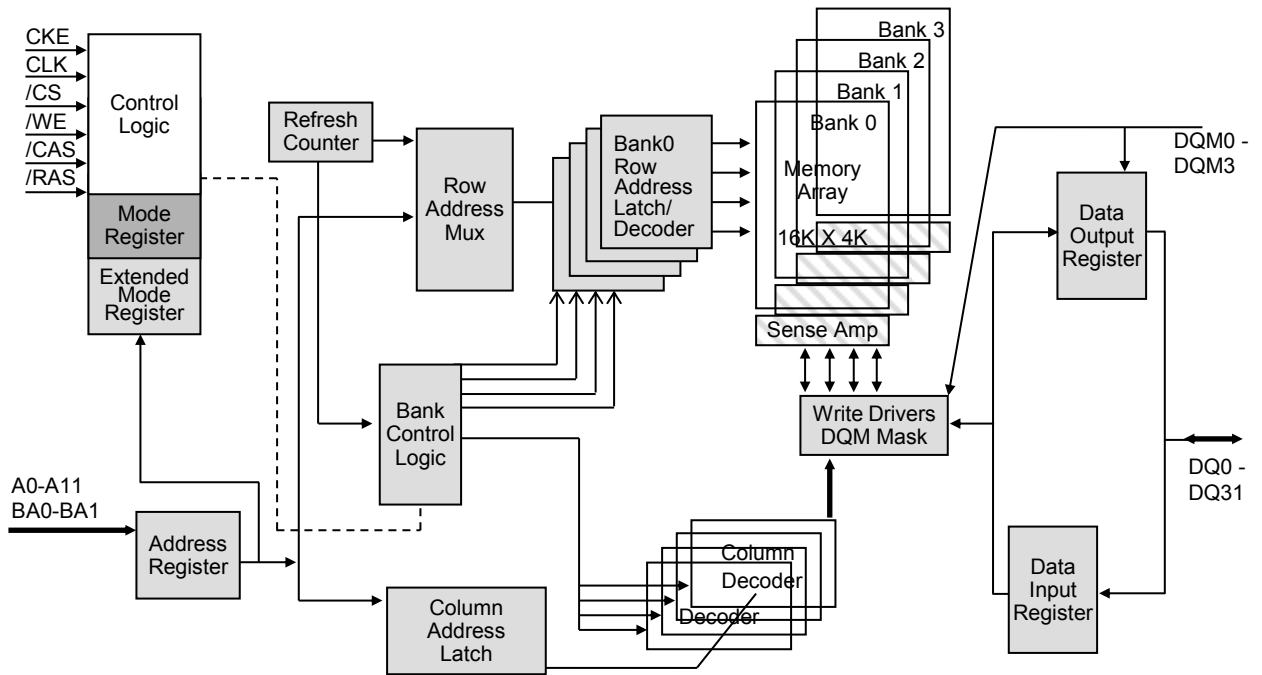 CKE
CLK
/CS
/WE
/CAS
/RAS
Control
Logic
Mode
Register
Extended
Mode
Register
Refresh
Counter
Row
Address
Mux
Bank0
Row
Address
Latch/
Decoder
Bank 3
Bank 2
Bank 1
Bank 0
Memory
Array
16K X 4K
Sense Amp
DQM0 -
DQM3
Data
Output
Register
Bank
Control
Logic
Write Drivers
DQM Mask
DQ0 -
DQ31
A0-A11
BA0-BA1
Address
Register
Column
Address
Latch
Column
Decoder
Decoder
Data
Input
Register